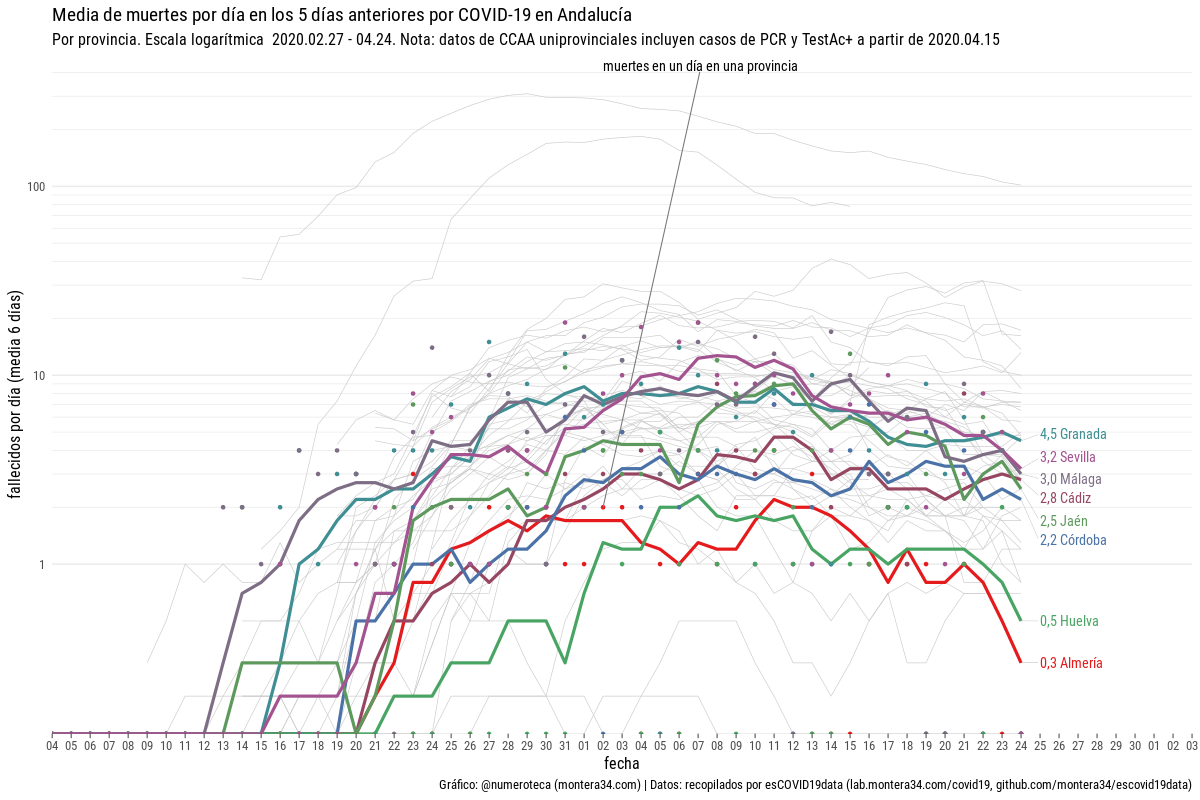 Media de muertes por día en los 5 días anteriores por COVID-19 en Andalucía
Por provincia. Escala logarítmica  2020.02.27 - 04.24. Nota: datos de CCAA uniprovinciales incluyen casos de PCR y TestAc+ a partir de 2020.04.15
muertes en un día en una provincia
fallecidos por día (media 6 días)
100
10
1
4,5 Granada
3,2 Sevilla
3,0 Málaga
2,8 Cádiz
2,5 Jaén
2,2 Córdoba
0,5 Huelva
0,3 Almería
04 05 06 07 08 09 10 11 12 13 14 15 16 17 18 19 20 21 22 23 24 25 26 27 28 29 30 31 01 02 03 04 05 06 07 08 09 10 11 12 13 14 15 16 17 18 19 20 21 22 23 24 25 26 27 28 29 30 01 02 03
fecha
Gráfico: @numeroteca (montera34.com) | Datos: recopilados por esCOVID19data (lab.montera34.com/covid19, github.com/montera34/escovid19data)